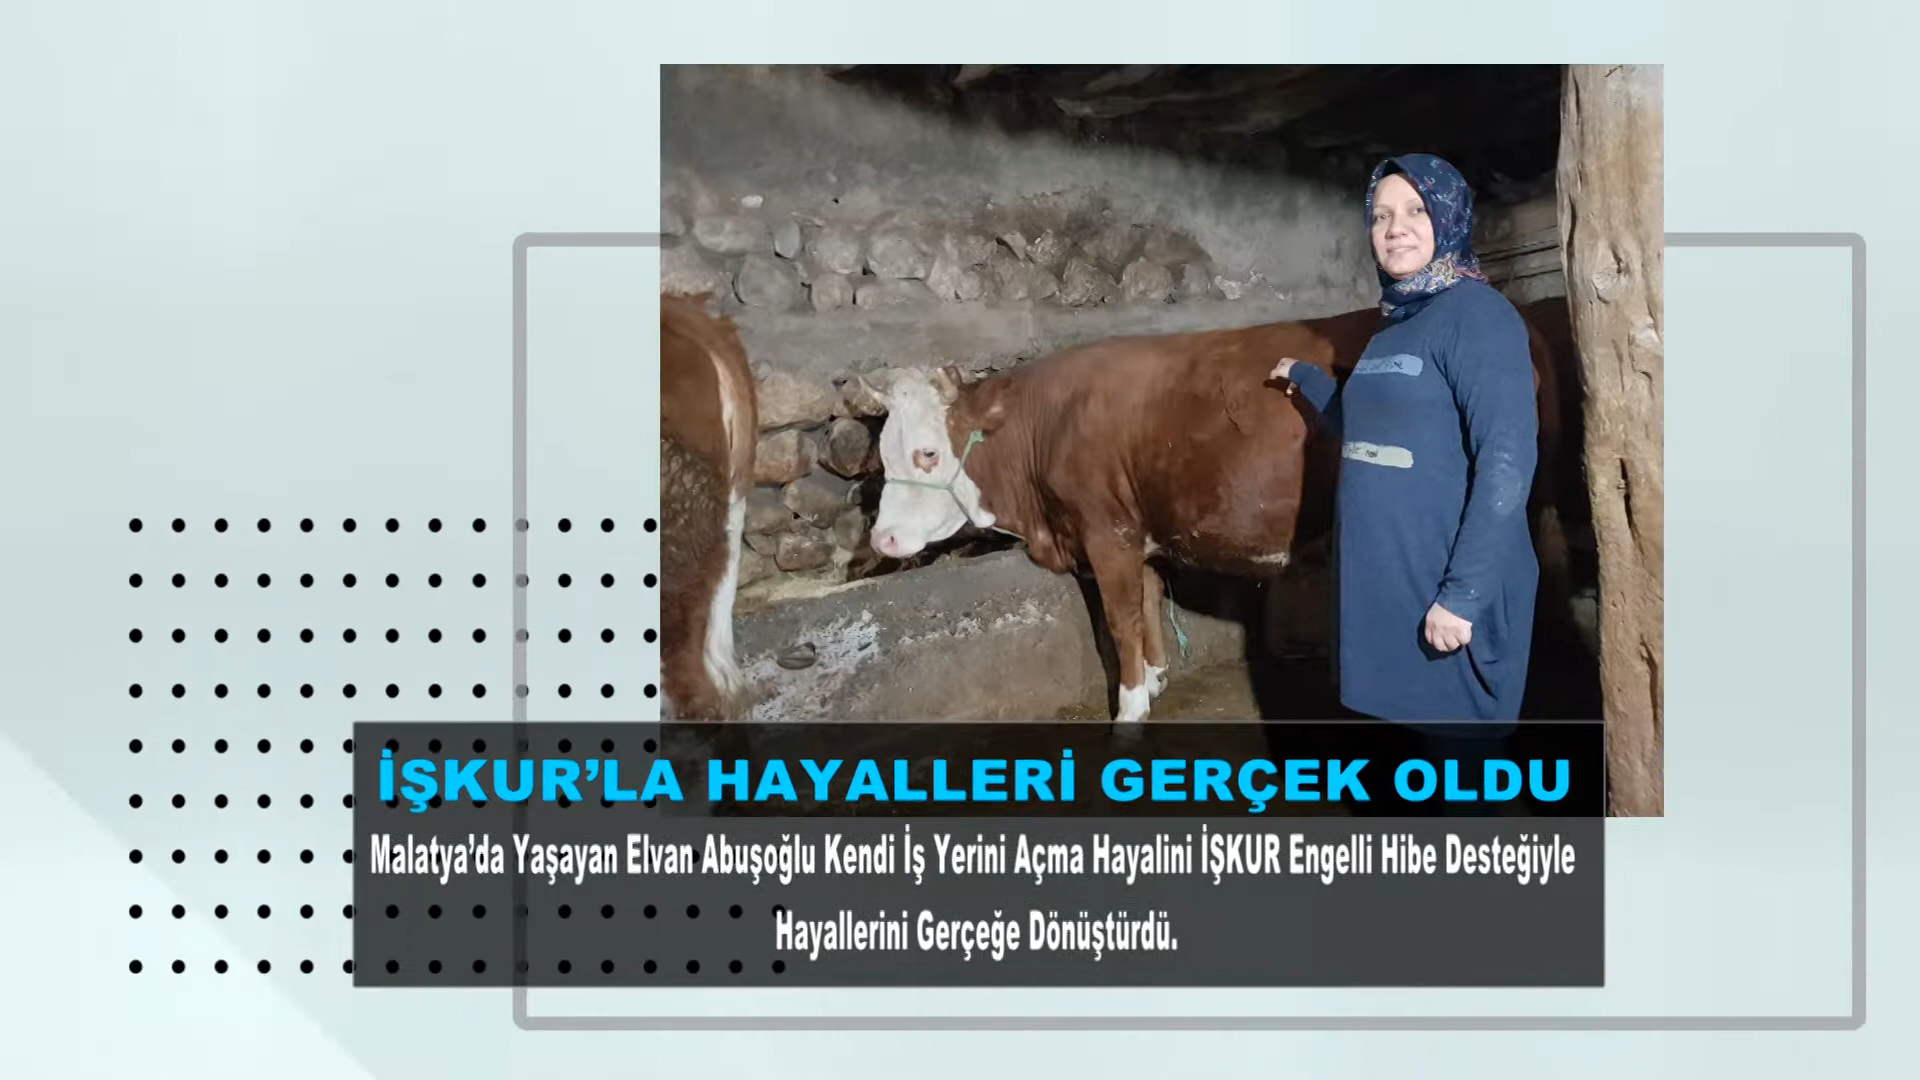 İŞKUR’LA HAYALLERİ GERÇEK OLDU
Malatya’da Yaşayan Elvan Abuşoğlu Kendi İş Yerini Açma Hayalini İŞKUR Engelli Hibe Desteğiyle
Hayallerini Gerçeğe Dönüştürdü.